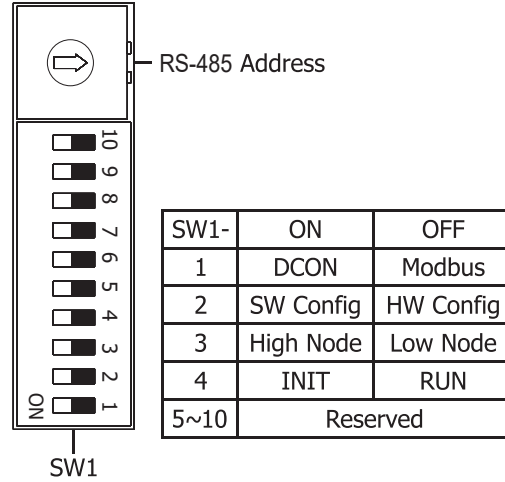 RS-485 Address
10
9
8
7
6
5
4
3
2
1
ON
SW1
SW1- ON OFF
1 DCON Modbus
2 SW Config HW Config
3 High Node Low Node
4 INIT RUN
5~10 Reserved